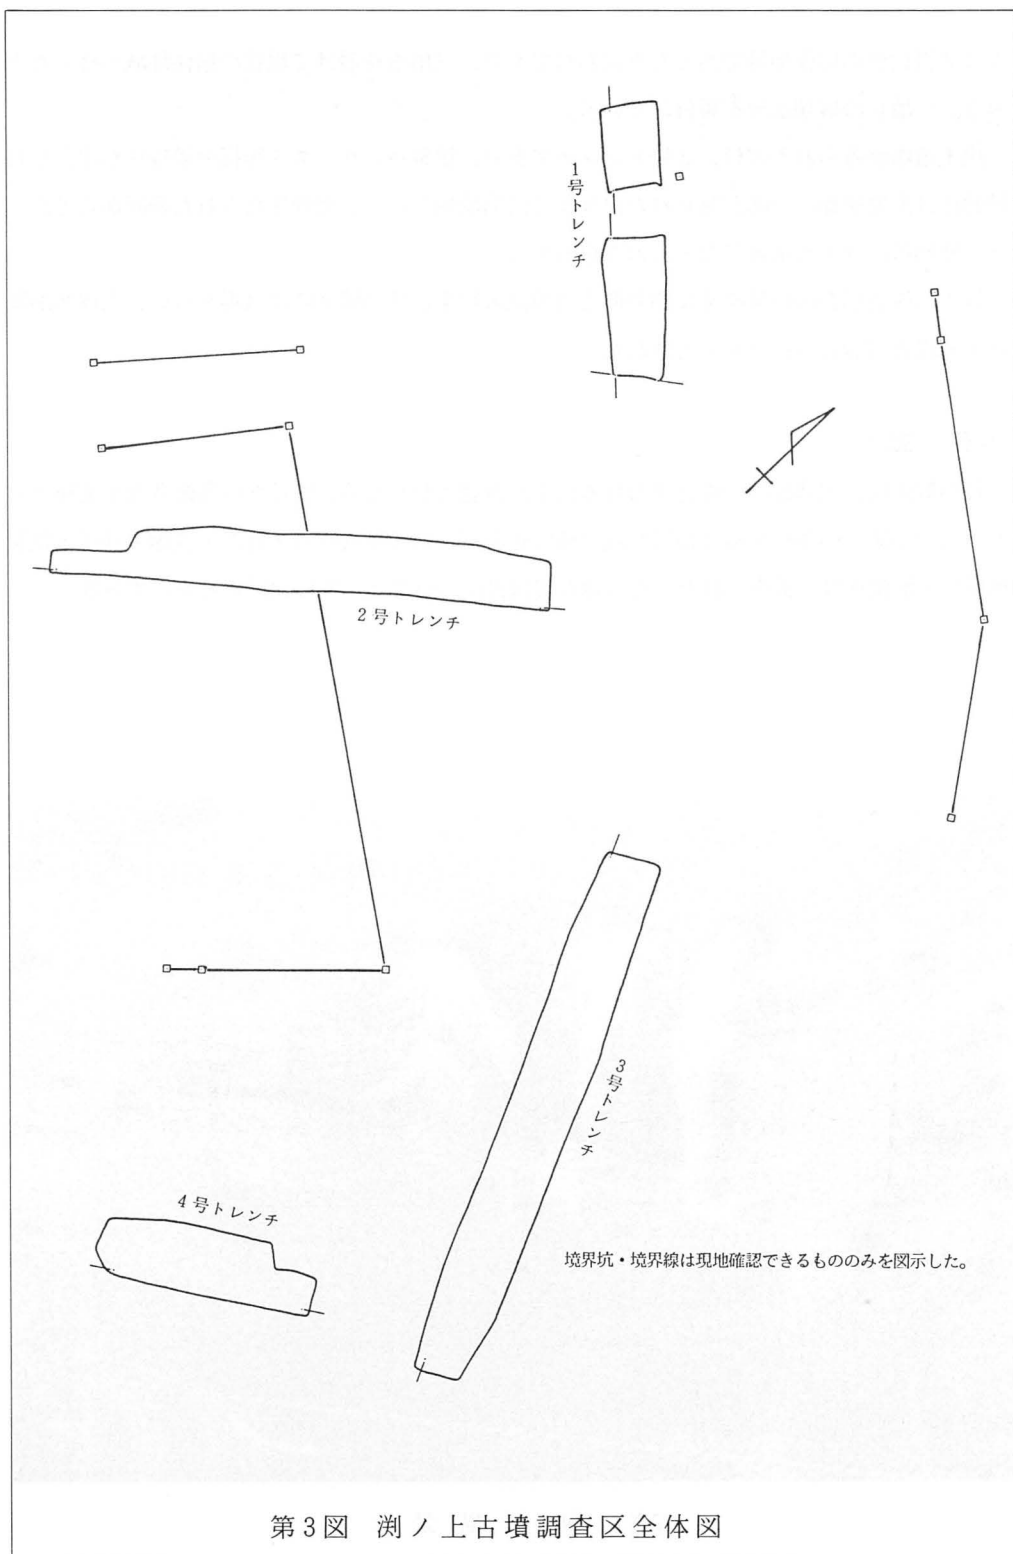 1号トレンチ
2号トレンチ
3号トレンチ
4号トレンチ
境界坑・境界線は現地確認できるもののみを図示した。
第3図 渕ノ上古墳調査区全体図